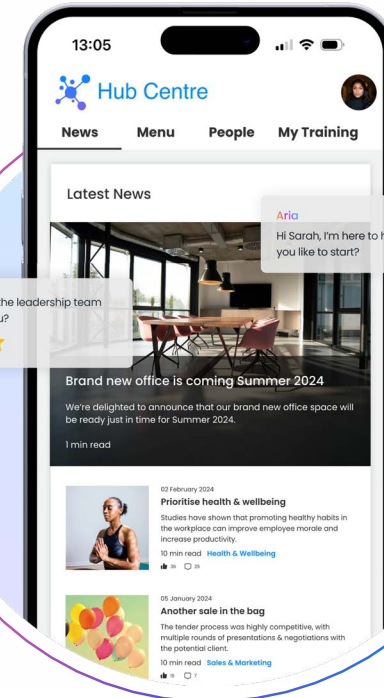 13:05
Hub Centre
News Menu People My Training
Latest News
Aria
Hi Sarah, I'm here to h
you like to start?
the leadership team
u?
Brand new office is coming Summer 2024
We're delighted to announce that our brand new office space will
be ready just in time for Summer 2024.
1 min read
02 February 2024
Prioritise health & wellbeing
Studies have shown that promoting healthy habits in
the workplace can improve employee morale and
increase productivity.
10 min read Health & Wellbeing
36 25
05 January 2024
Another sale in the bag
The tender process was highly competitive, with
multiple rounds of presentations & negotiations with
the potential client.
10 min read Sales & Marketing
7